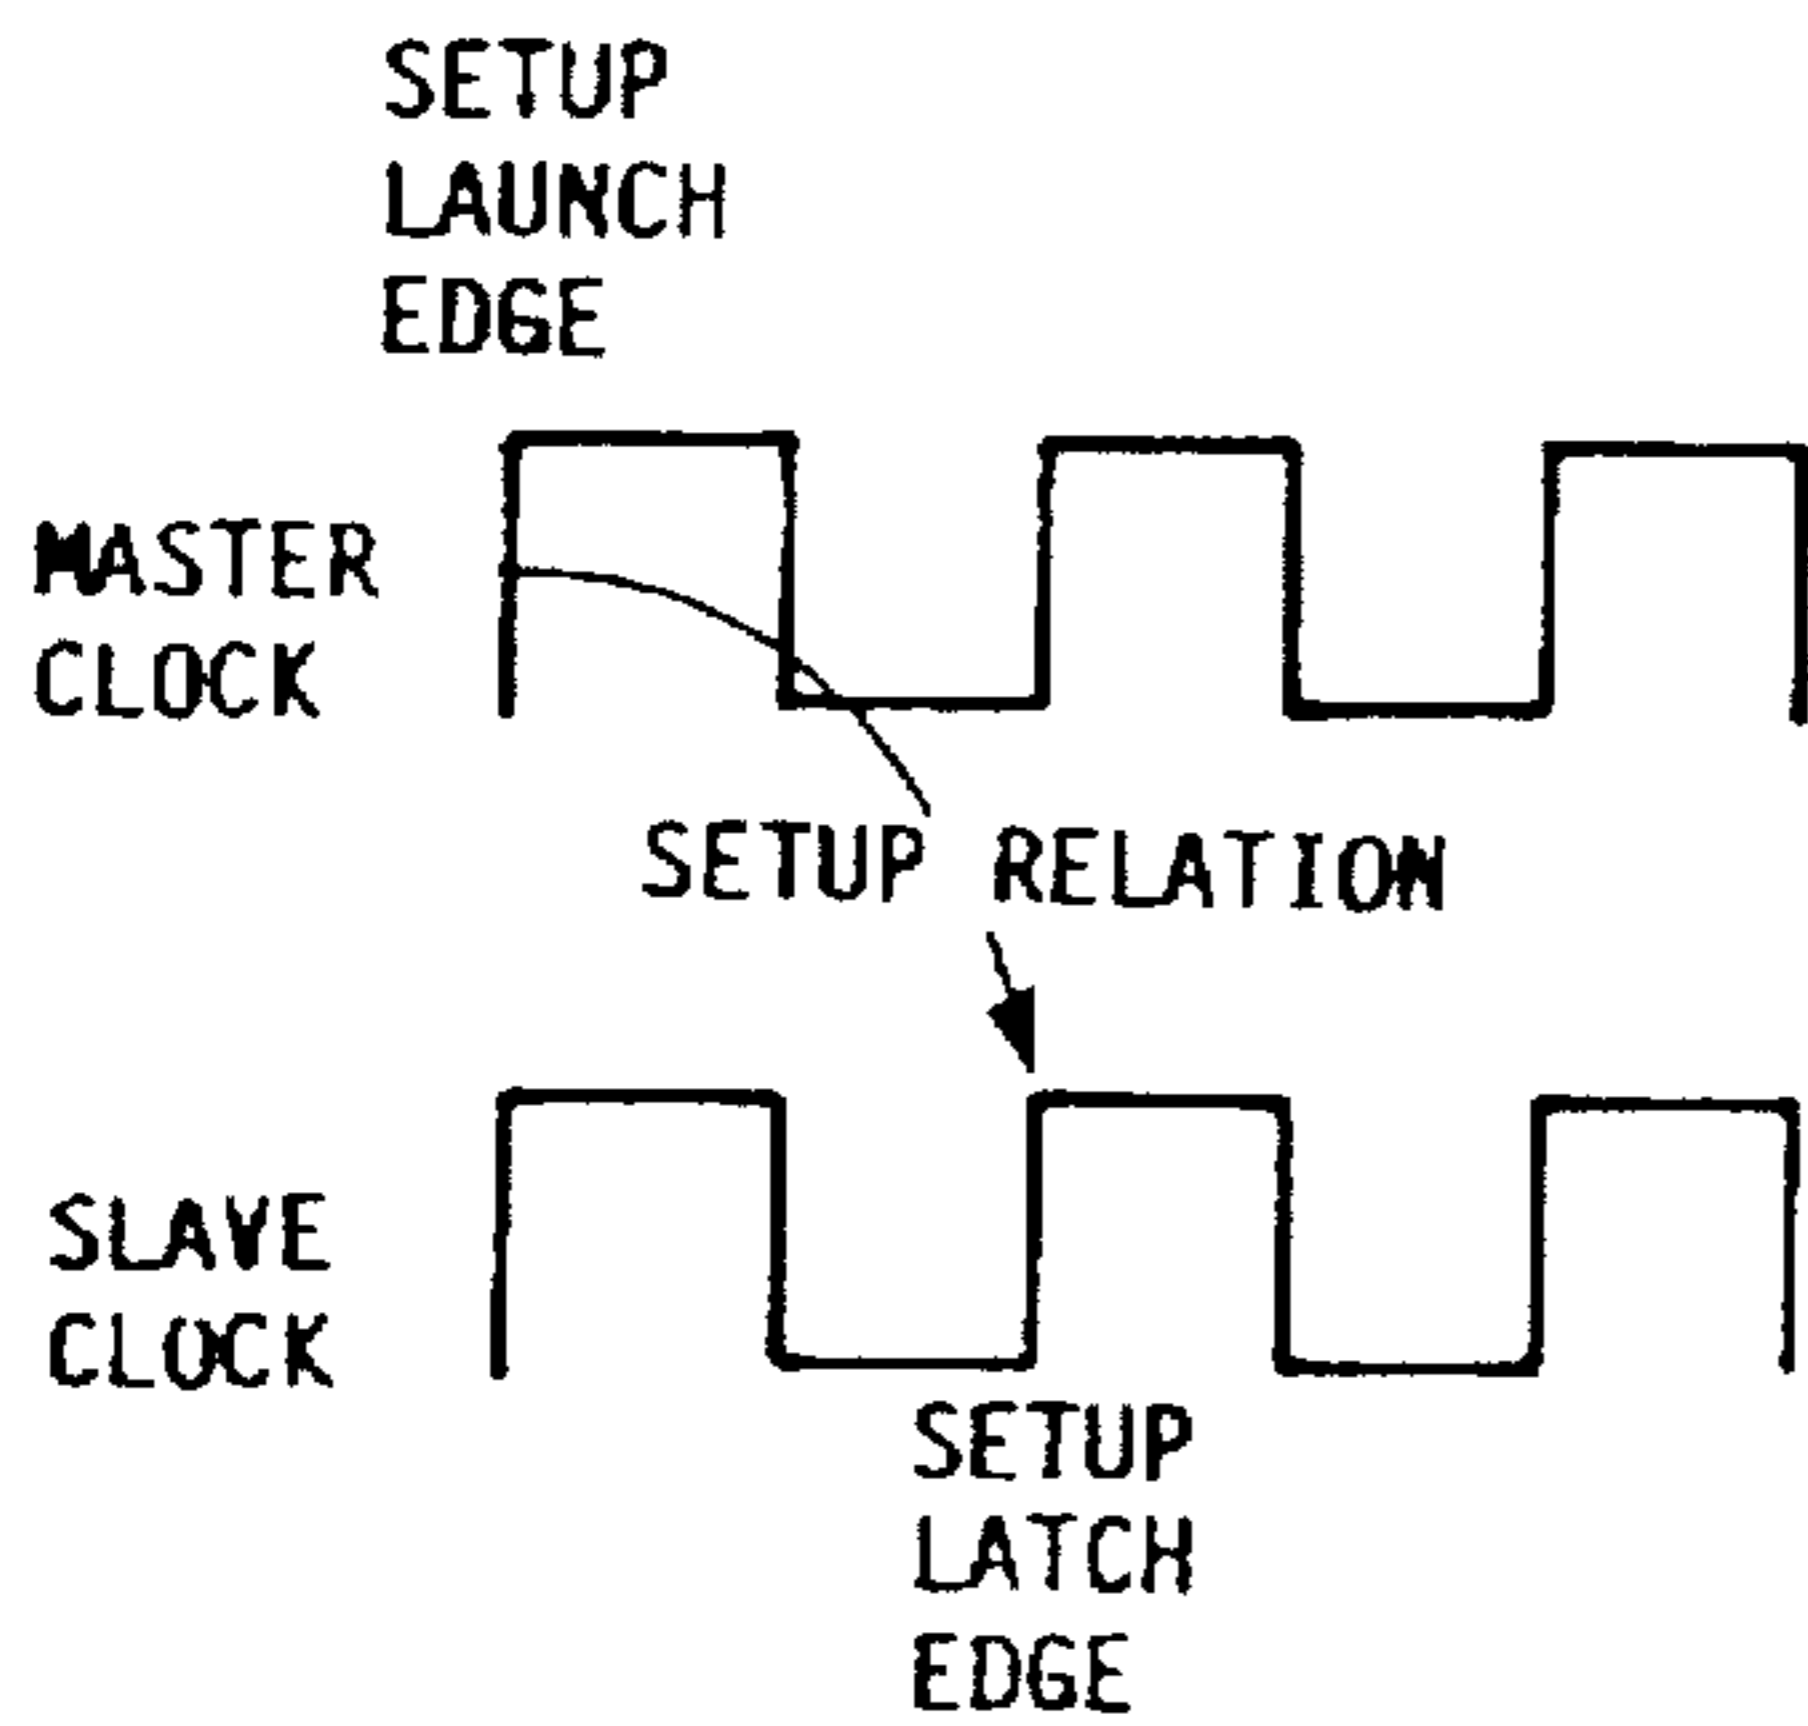 SETUP
LAUNCH
EDGE
MASTER
CLOCK
SETUP RELATION
SLAVE
CLOCK
SETUP
LATCH
EDGE